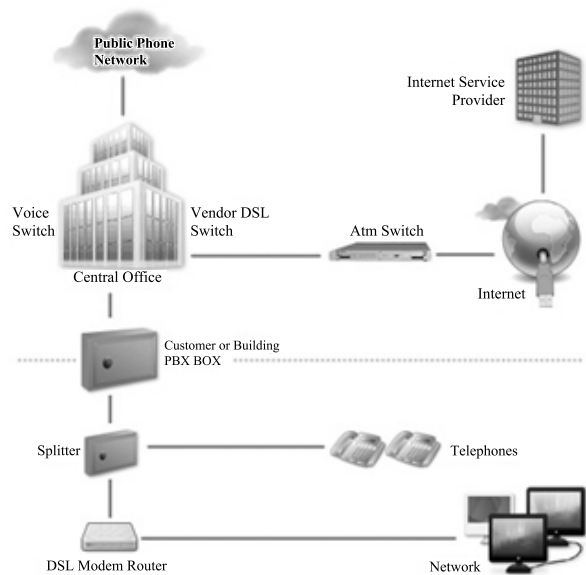 Public Phone
Network
Internet Service
Provider
Voice
Switch
Vendor DSL
Switch
Atm Switch
Central Office
Internet
Customer or Building
PBX BOX
Splitter
Telephones
DSL Modem Router
Network